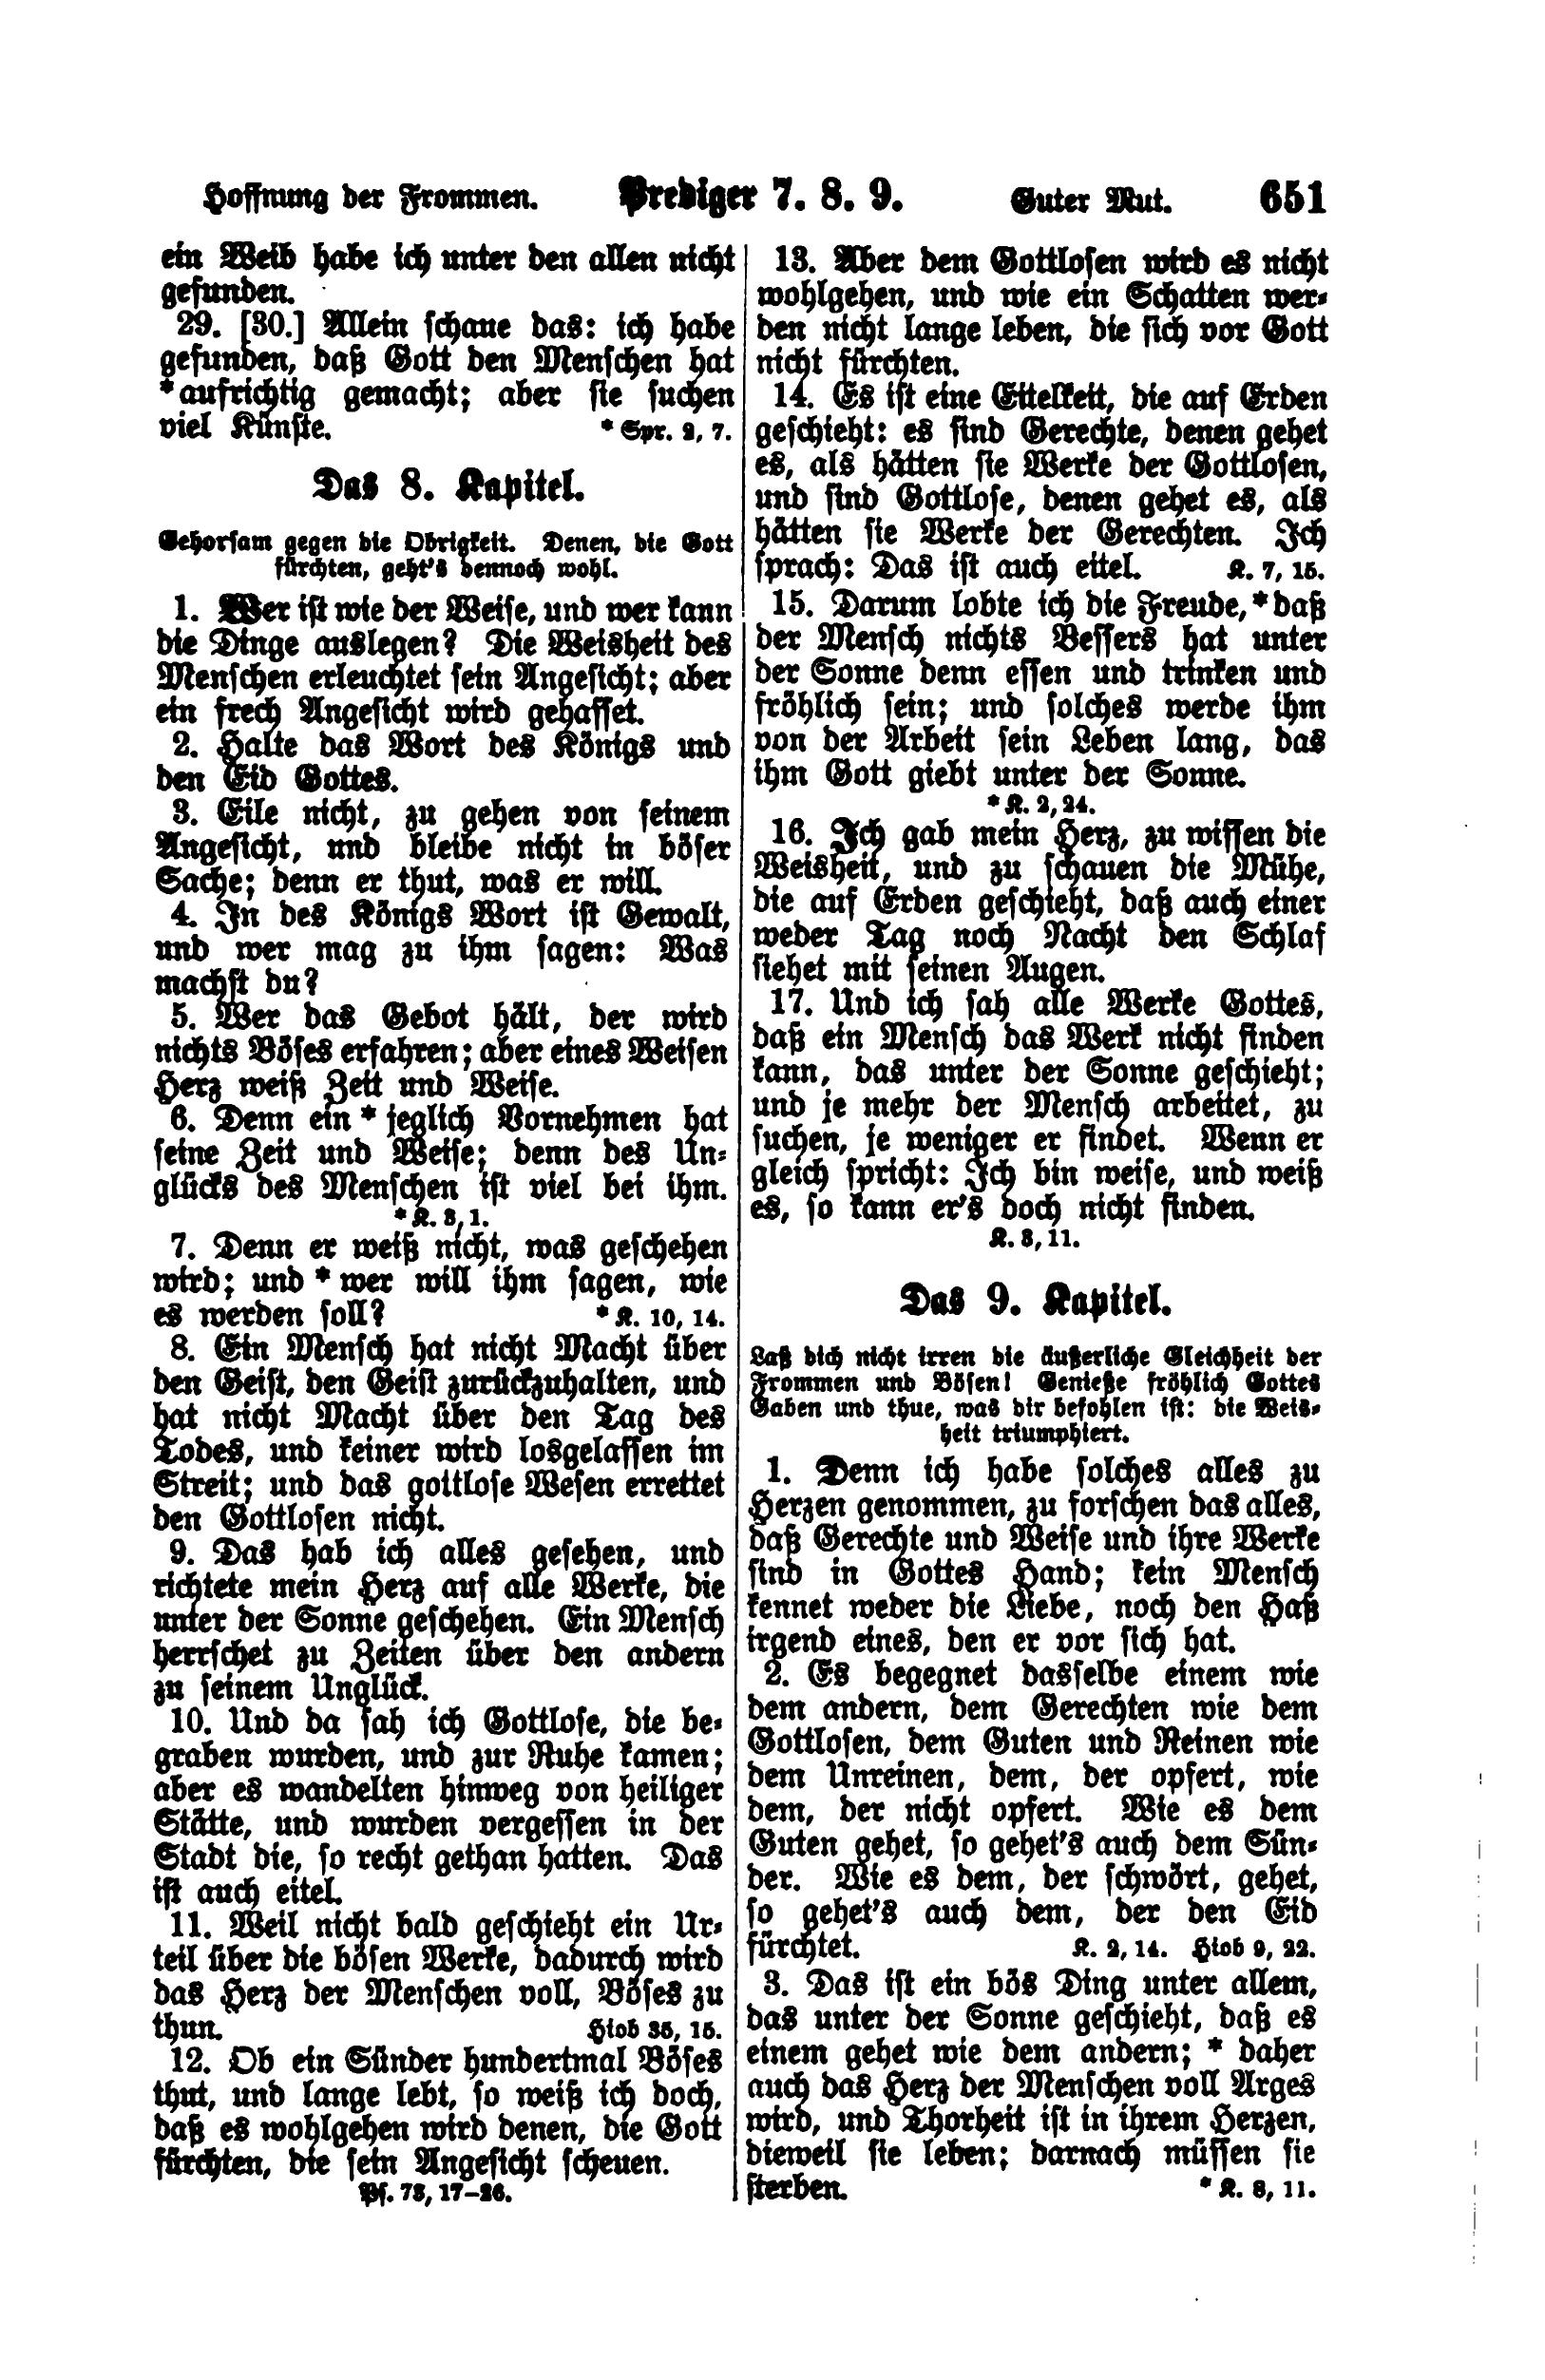 Hoffnung der Frommen. Prediger 7. 8. 9. Guter Mut. 651
ein Weib habe ich unter den allen nicht
gefunden.
29. [30.] Allein schaue das: ich habe
gefunden, daß Gott den Menschen hat
*aufrichtig gemacht; aber sie suchen
viel Künste. * Spr. 2, 7.
Das 8. Kapitel.
Gehorsam gegen die Obrigkeit. Denen, die Gott
fürchten, geht's dennoch wohl.
1. Wer ist wie der Weise, und wer kann
die Dinge auslegen? Die Weisheit des
Menschen erleuchtet sein Angesicht; aber
ein frech Angesicht wird gehasset.
2. Halte das Wort des Königs und
den Eid Gottes.
3. Eile nicht, zu gehen von seinem
Angesicht, und bleibe nicht in böser
Sache; denn er thut, was er will.
4. In des Königs Wort ist Gewalt,
und wer mag zu ihm sagen: Was
machst du?
5. Wer das Gebot hält, der wird
nichts Böses erfahren; aber eines Weisen
Herz weiß Zeit und Weise.
6. Denn ein * jeglich Vornehmen hat
seine Zeit und Weise; denn des Un-
glücks des Menschen ist viel bei ihm.
* K. 3, 1.
7. Denn er weiß nicht, was geschehen
wird; und * wer will ihm sagen, wie
es werden soll? * K. 10, 14.
8. Ein Mensch hat nicht Macht über
den Geist, den Geist zurückzuhalten, und
hat nicht Macht über den Tag des
Todes, und keiner wird losgelassen im
Streit; und das gottlose Wesen errettet
den Gottlosen nicht.
9. Das hab ich alles gesehen, und
richtete mein Herz auf alle Werke, die
unter der Sonne geschehen. Ein Mensch
herrschet zu Zeiten über den andern
zu seinem Unglück.
10. Und da sah ich Gottlose, die be-
graben wurden, und zur Ruhe kamen;
aber es wandelten hinweg von heiliger
Stätte, und wurden vergessen in der
Stadt die, so recht gethan hatten. Das
ist auch eitel.
11. Weil nicht bald geschieht ein Ur-
teil über die bösen Werke, dadurch wird
das Herz der Menschen voll, Böses zu
thun. Hiob 35, 15.
12. Ob ein Sünder hundertmal Böses
thut, und lange lebt, so weiß ich doch,
daß es wohlgehen wird denen, die Gott
fürchten, die sein Angesicht scheuen.
Ps. 73, 17–26.
13. Aber dem Gottlosen wird es nicht
wohlgehen, und wie ein Schatten wer-
den nicht lange leben, die sich vor Gott
nicht fürchten.
14. Es ist eine Eitelkeit, die auf Erden
geschieht: es sind Gerechte, denen gehet
es, als hätten sie Werke der Gottlosen,
und sind Gottlose, denen gehet es, als
hätten sie Werke der Gerechten. Ich
sprach: Das ist auch eitel. K. 7, 15.
15. Darum lobte ich die Freude, * daß
der Mensch nichts Bessers hat unter
der Sonne denn essen und trinken und
fröhlich sein; und solches werde ihm
von der Arbeit sein Leben lang, das
ihm Gott giebt unter der Sonne.
* K. 2, 24.
16. Ich gab mein Herz, zu wissen die
Weisheit, und zu schauen die Mühe,
die auf Erden geschieht, daß auch einer
weder Tag noch Nacht den Schlaf
siehet mit seinen Augen.
17. Und ich sah alle Werke Gottes,
daß ein Mensch das Werk nicht finden
kann, das unter der Sonne geschieht;
und je mehr der Mensch arbeitet, zu
suchen, je weniger er findet. Wenn er
gleich spricht: Ich bin weise, und weiß
es, so kann er's doch nicht finden.
K. 3, 11.
Das 9. Kapitel.
Laß dich nicht irren die äußerliche Gleichheit der
Frommen und Bösen! Genieße fröhlich Gottes
Gaben und thue, was dir befohlen ist: die Weis-
heit triumphiert.
1. Denn ich habe solches alles zu
Herzen genommen, zu forschen das alles,
daß Gerechte und Weise und ihre Werke
sind in Gottes Hand; kein Mensch
kennet weder die Liebe, noch den Haß
irgend eines, den er vor sich hat.
2. Es begegnet dasselbe einem wie
dem andern, dem Gerechten wie dem
Gottlosen, dem Guten und Reinen wie
dem Unreinen, dem, der opfert, wie
dem, der nicht opfert. Wie es dem
Guten gehet, so gehet's auch dem Sün-
der. Wie es dem, der schwört, gehet,
so gehet's auch dem, der den Eid
fürchtet. K. 2, 14. Hiob 9, 22.
3. Das ist ein bös Ding unter allem,
das unter der Sonne geschieht, daß es
einem gehet wie dem andern; * daher
auch das Herz der Menschen voll Arges
wird, und Thorheit ist in ihrem Herzen,
dieweil sie leben; darnach müssen sie
sterben. * K. 8, 11.